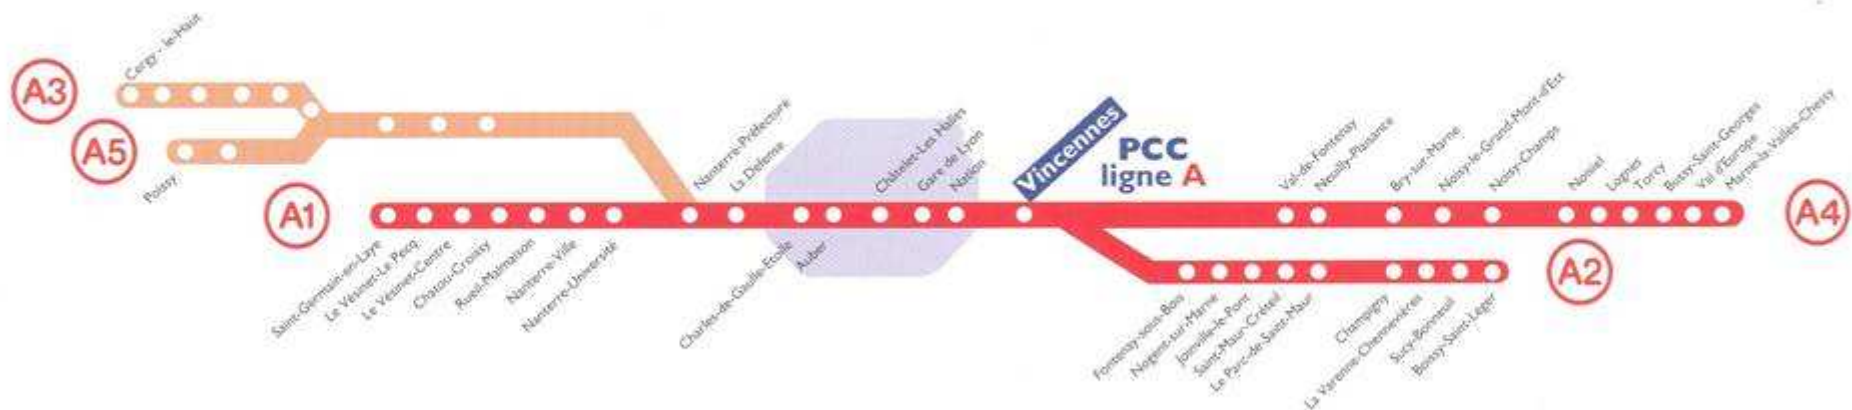 Cergy - le-Haut
A3
A5
Poissy
A1
Saint-Germain-en-Laye
Le Vésinet-Le Pecq
Le Vésinet-Centre
Chatou-Croissy
Rueil-Malmaison
Nanterre-Ville
Nanterre-Université
Nanterre-Préfecture
La Défense
Charles-de-Gaulle-Etoile
Auber
Châtelet-Les Halles
Gare de Lyon
Nation
Vincennes
PCC
ligne A
Val-de-Fontenay
Neuilly-Plaisance
Bry-sur-Marne
Noisy-le-Grand-Mont-d'Est
Noisy-Champs
Noisiel
Lognes
Torcy
Bussy-Saint-Georges
Val d'Europe
Marne-la-Vallée-Chessy
A4
Fontenay-sous-Bois
Nogent-sur-Marne
Joinville-le-Pont
Saint-Maur-Créteil
Le Parc-de-Saint-Maur
Champigny
La Varenne-Chennevières
Sucy-Bonneuil
Boissy-Saint-Léger
A2